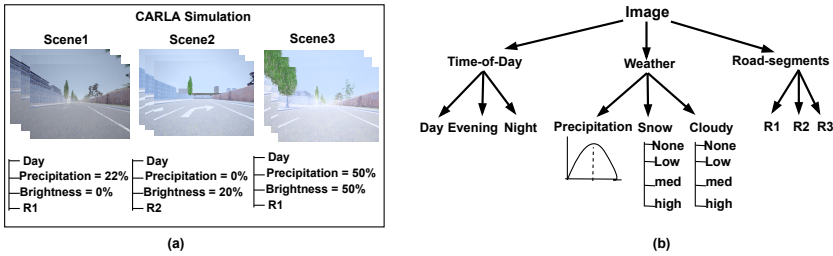 CARLA Simulation
Scene1 Scene2 Scene3
Day
Precipitation = 22%
Brightness = 0%
R1
Day
Precipitation = 0%
Brightness = 20%
R2
Day
Precipitation = 50%
Brightness = 50%
R1
(a)
Image
Time-of-Day Weather Road-segments
Day Evening Night
Precipitation Snow Cloudy
R1 R2 R3
None
Low
med
high
None
Low
med
high
(b)